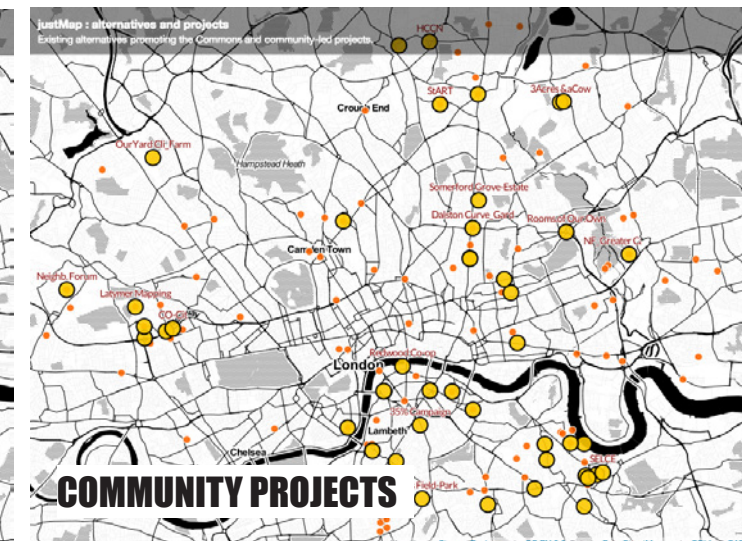 justMap : alternatives and projects
Existing alternatives promoting the Commons and community-led projects.
HCCN
StART
3Acres &aCow
Crouch End
OurYard Clt Farm
Hampstead Heath
Somerford Grove Estate
Dalston Curve Gard
Rooms of Our Own
NE. Greater C
Camden Town
Neighb. Forum
Latymer Mapping
CO-
London
Redwood Co-op
35% Campaign
Lambeth
Chelsea
SELCE
Field-Park
COMMUNITY PROJECTS